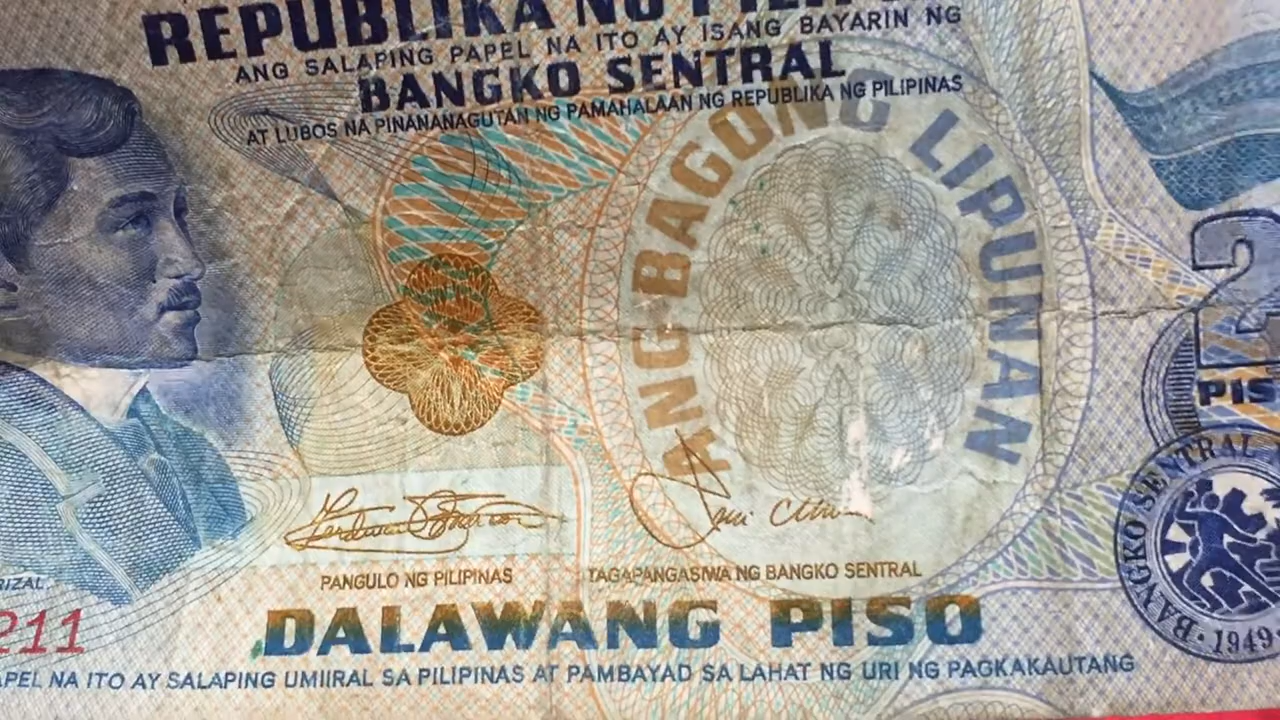 REPUBLIKA NG PILIPI
ANG SALAPING PAPEL NA ITO AY ISANG BAYARIN NG
BANGKO SENTRAL
AT LUBOS NA PINANANAGUTAN NG PAMAHALAAN NG REPUBLIKA NG PILIPINAS
ANG BAGONG LIPUNAN
2
PIS
BANGKO SENTRAL
1949
PANGULO NG PILIPINAS
TAGAPANGASIWA NG BANGKO SENTRAL
RIZAL
211
DALAWANG PISO
APEL NA ITO AY SALAPING UMIIRAL SA PILIPINAS AT PAMBAYAD SA LAHAT NG URI NG PAGKAKAUTANG